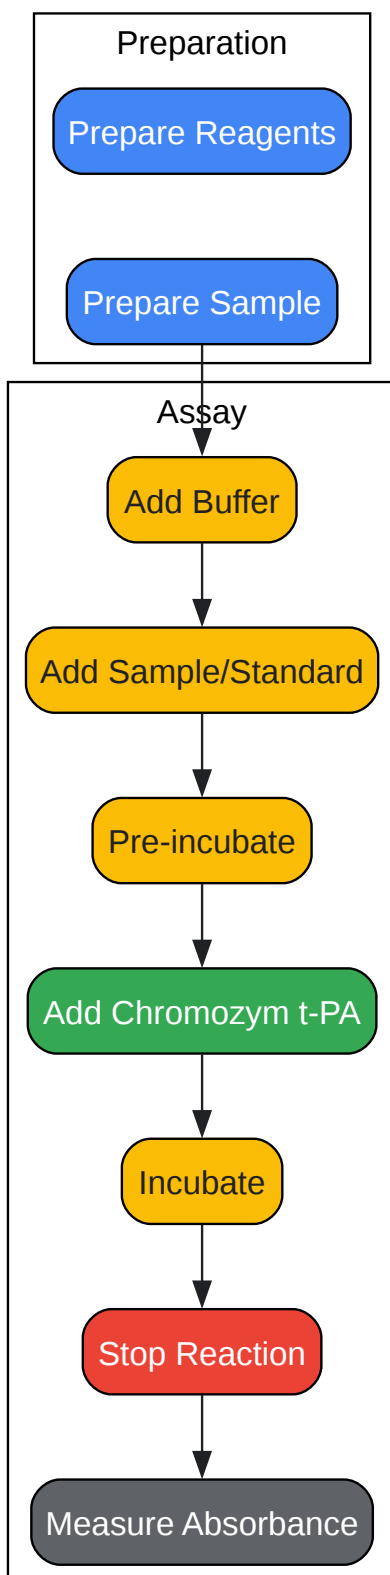 Preparation
Prepare Reagents
Prepare Sample
Assay
Add Buffer
Add Sample/Standard
Pre-incubate
Add Chromozym t-PA
Incubate
Stop Reaction
Measure Absorbance